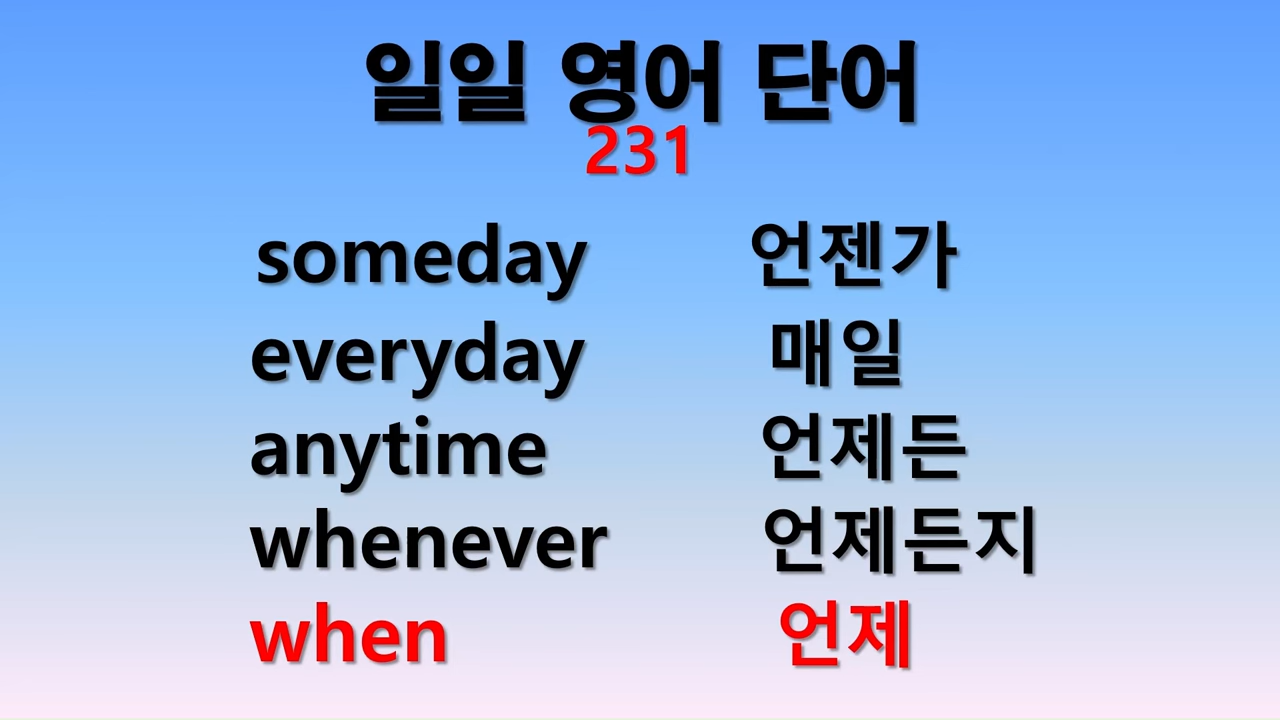 일일 영어 단어
231
someday 언젠가
everyday 매일
anytime 언제든
whenever 언제든지
when 언제